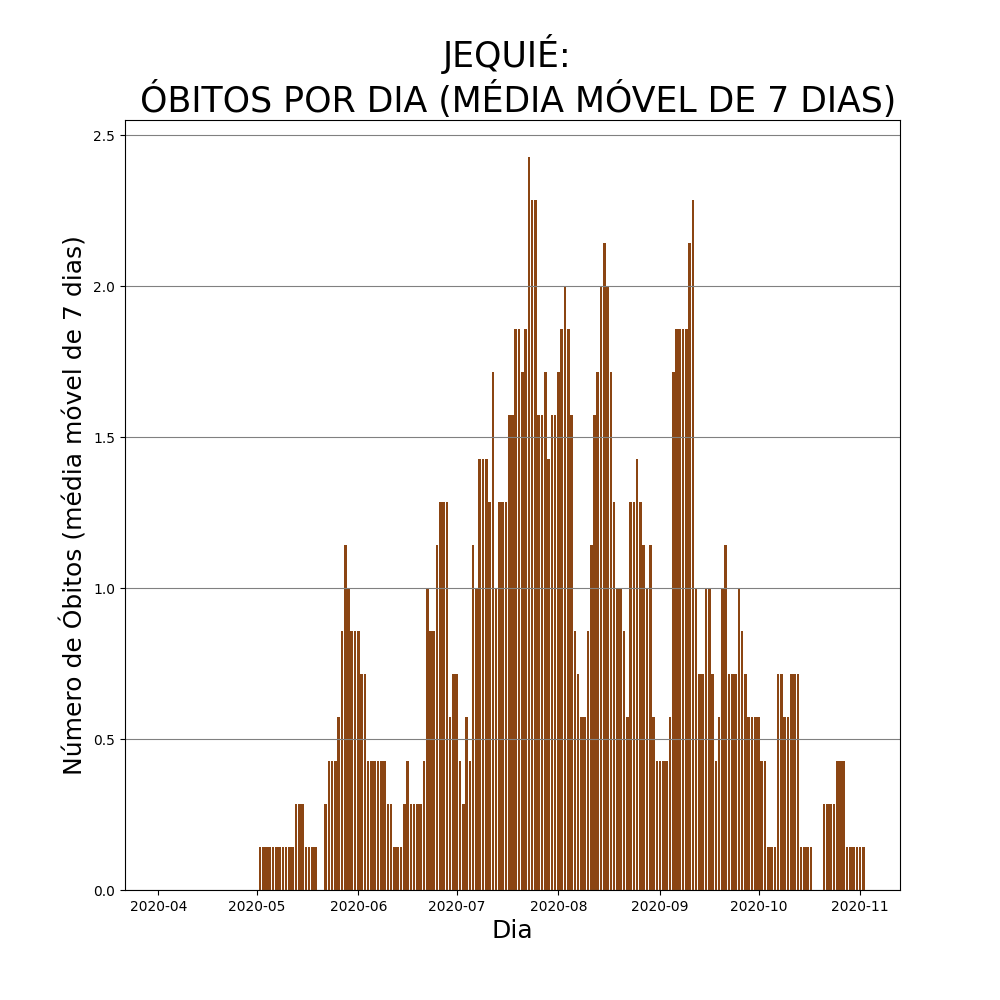 JEQUIÉ:
ÓBITOS POR DIA (MÉDIA MÓVEL DE 7 DIAS)
Número de Óbitos (média móvel de 7 dias)
2.5
2.0
1.5
1.0
0.5
0.0
2020-04 2020-05 2020-06 2020-07 2020-08 2020-09 2020-10 2020-11
Dia